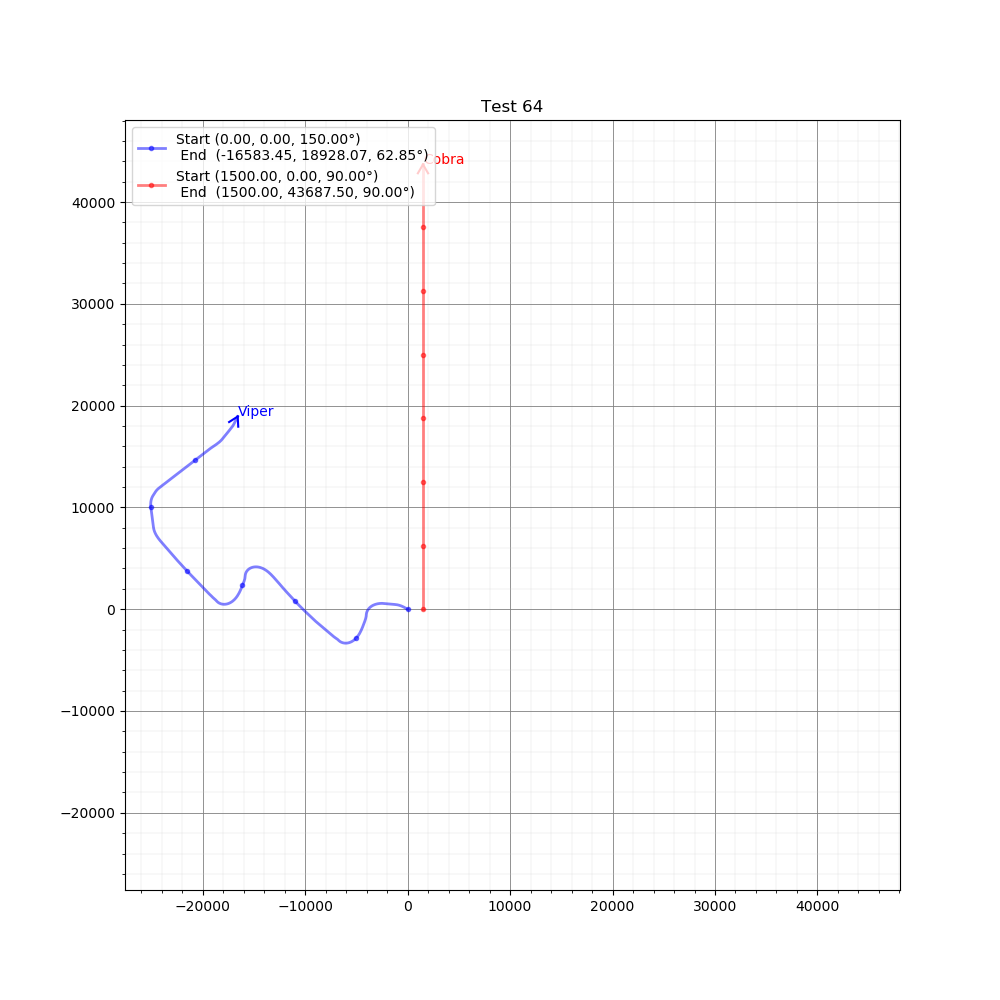 Test 64
Start (0.00, 0.00, 150.00°)
End  (-16583.45, 18928.07, 62.85°)
Start (1500.00, 0.00, 90.00°)
End  (1500.00, 43687.50, 90.00°)
Cobra
Viper
40000
30000
20000
10000
0
−10000
−20000
−20000
−10000
0
10000
20000
30000
40000